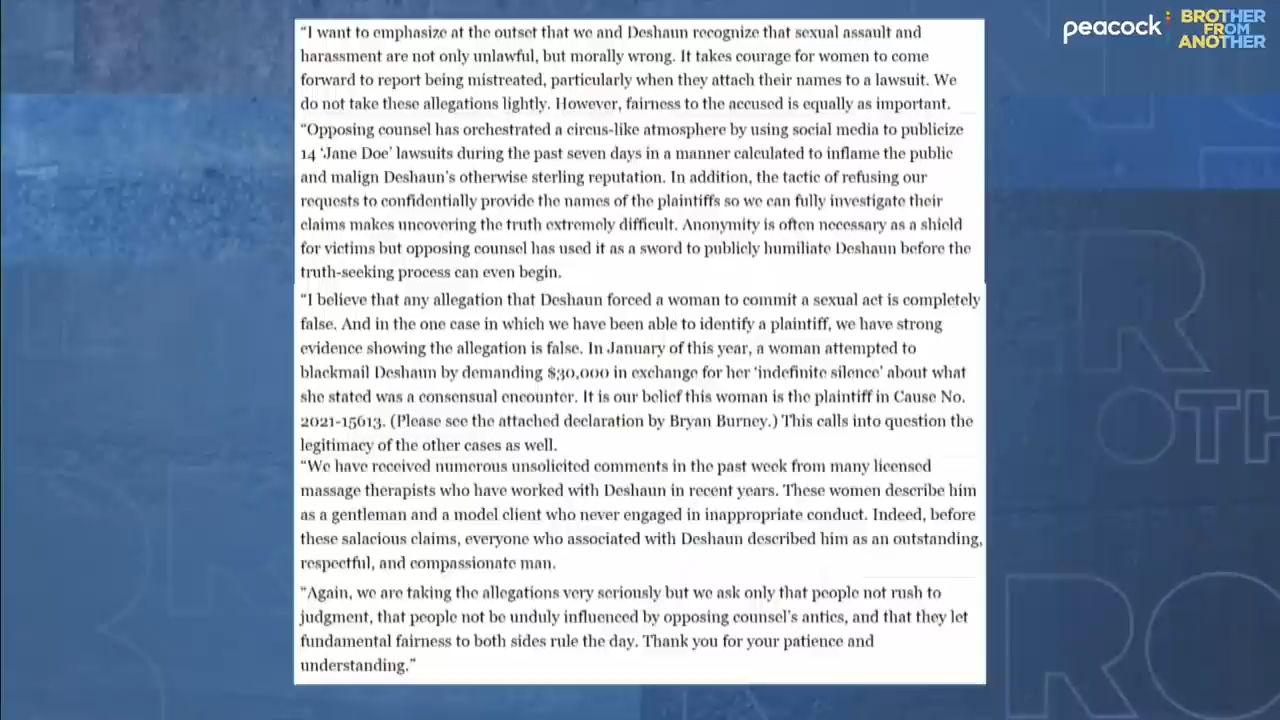 "I want to emphasize at the outset that we and Deshaun recognize that sexual assault and
harassment are not only unlawful, but morally wrong. It takes courage for women to come
forward to report being mistreated, particularly when they attach their names to a lawsuit. We
do not take these allegations lightly. However, fairness to the accused is equally as important.
"Opposing counsel has orchestrated a circus-like atmosphere by using social media to publicize
14 'Jane Doe' lawsuits during the past seven days in a manner calculated to inflame the public
and malign Deshaun's otherwise sterling reputation. In addition, the tactic of refusing our
requests to confidentially provide the names of the plaintiffs so we can fully investigate their
claims makes uncovering the truth extremely difficult. Anonymity is often necessary as a shield
for victims but opposing counsel has used it as a sword to publicly humiliate Deshaun before the
truth-seeking process can even begin.
"I believe that any allegation that Deshaun forced a woman to commit a sexual act is completely
false. And in the one case in which we have been able to identify a plaintiff, we have strong
evidence showing the allegation is false. In January of this year, a woman attempted to
blackmail Deshaun by demanding $30,000 in exchange for her 'indefinite silence' about what
she stated was a consensual encounter. It is our belief this woman is the plaintiff in Cause No.
2021-15613. (Please see the attached declaration by Bryan Burney.) This calls into question the
legitimacy of the other cases as well.
"We have received numerous unsolicited comments in the past week from many licensed
massage therapists who have worked with Deshaun in recent years. These women describe him
as a gentleman and a model client who never engaged in inappropriate conduct. Indeed, before
these salacious claims, everyone who associated with Deshaun described him as an outstanding,
respectful, and compassionate man.
"Again, we are taking the allegations very seriously but we ask only that people not rush to
judgment, that people not be unduly influenced by opposing counsel's antics, and that they let
fundamental fairness to both sides rule the day. Thank you for your patience and
understanding."
peacock
BROTHER
FROM
ANOTHER